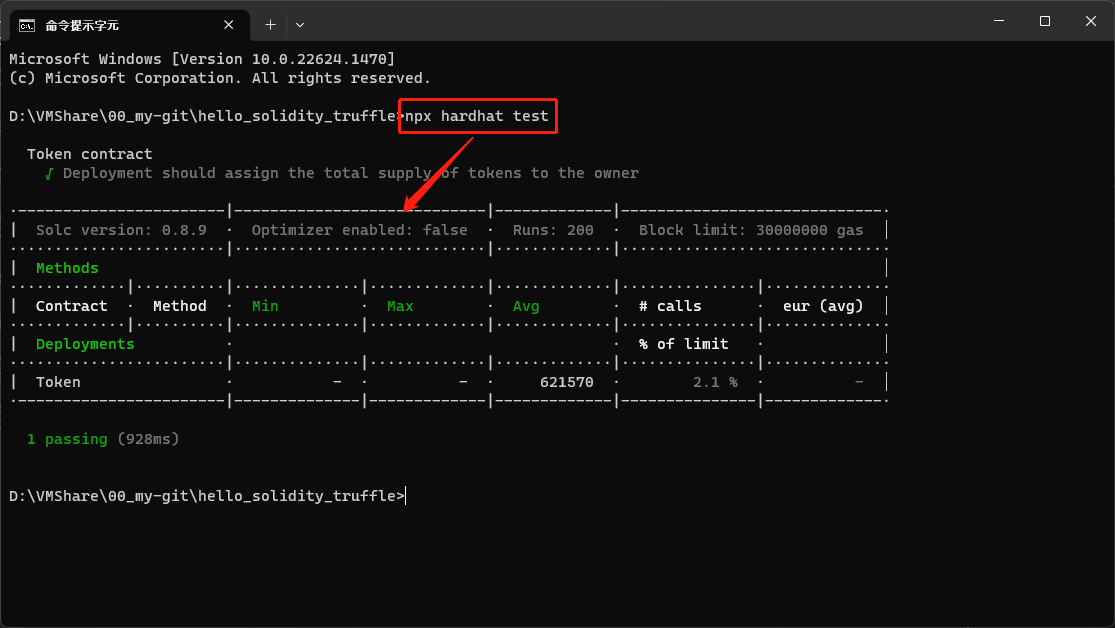 命令提示字元
Microsoft Windows [Version 10.0.22624.1470]
(c) Microsoft Corporation. All rights reserved.
D:\VMShare\00_my-git\hello_solidity_truffle>npx hardhat test
Token contract
√ Deployment should assign the total supply of tokens to the owner
Solc version: 0.8.9 · Optimizer enabled: false · Runs: 200 · Block limit: 30000000 gas
Methods
Contract · Method · Min · Max · Avg · # calls · eur (avg)
Deployments · · % of limit ·
Token · - · - · 621570 · 2.1 % · -
1 passing (928ms)
D:\VMShare\00_my-git\hello_solidity_truffle>